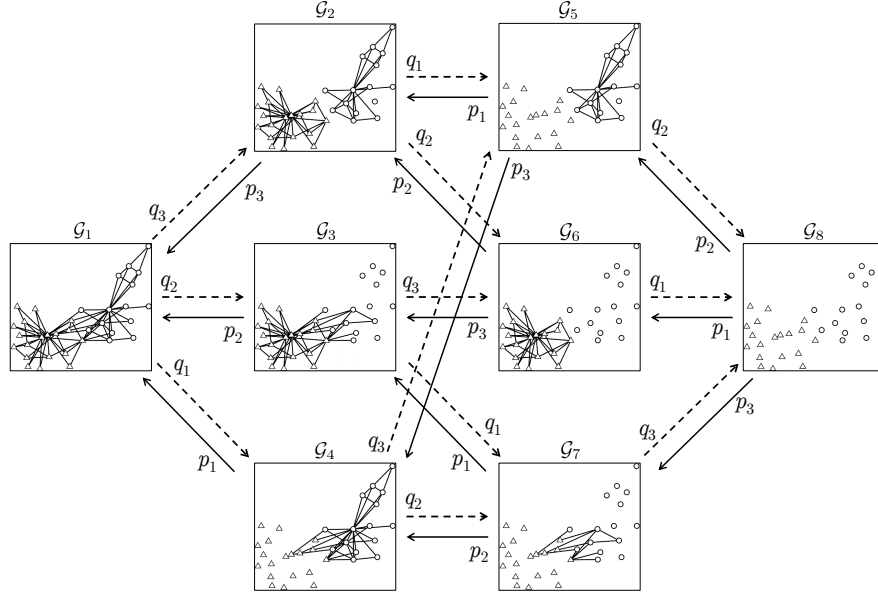 𝒢₂ 𝒢₅
q₁
p₁
q₂ q₂
p₂ p₃
q₃ p₃ p₂
𝒢₁ 𝒢₃ 𝒢₆ 𝒢₈
q₂ q₃ q₁
p₂ p₃ p₁
q₁ q₃ q₁ q₃ p₃
p₁ 𝒢₄ p₁ 𝒢₇
q₂
p₂